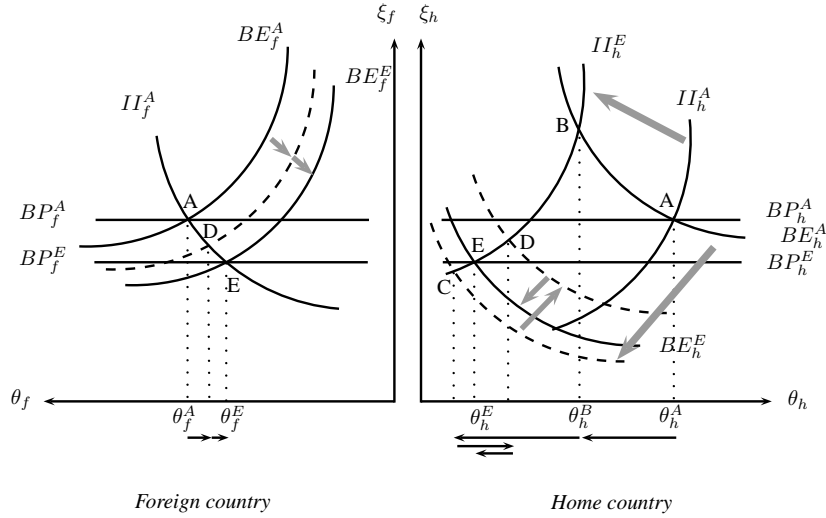 ξ_f ξ_h
BE_f^A II_h^E
BE_f^E
II_f^A II_h^A
B
A A
BP_f^A BP_h^A
D D BE_h^A
BP_f^E E E BP_h^E
C
BE_h^E
θ_f θ_f^A θ_f^E θ_h^E θ_h^B θ_h^A θ_h
Foreign country Home country